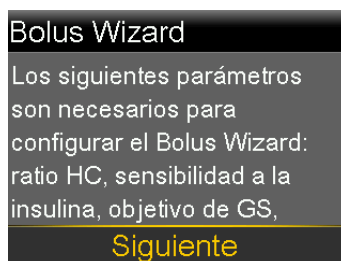 Bolus Wizard
Los siguientes parámetros
son necesarios para
configurar el Bolus Wizard:
ratio HC, sensibilidad a la
insulina, objetivo de GS,
Siguiente